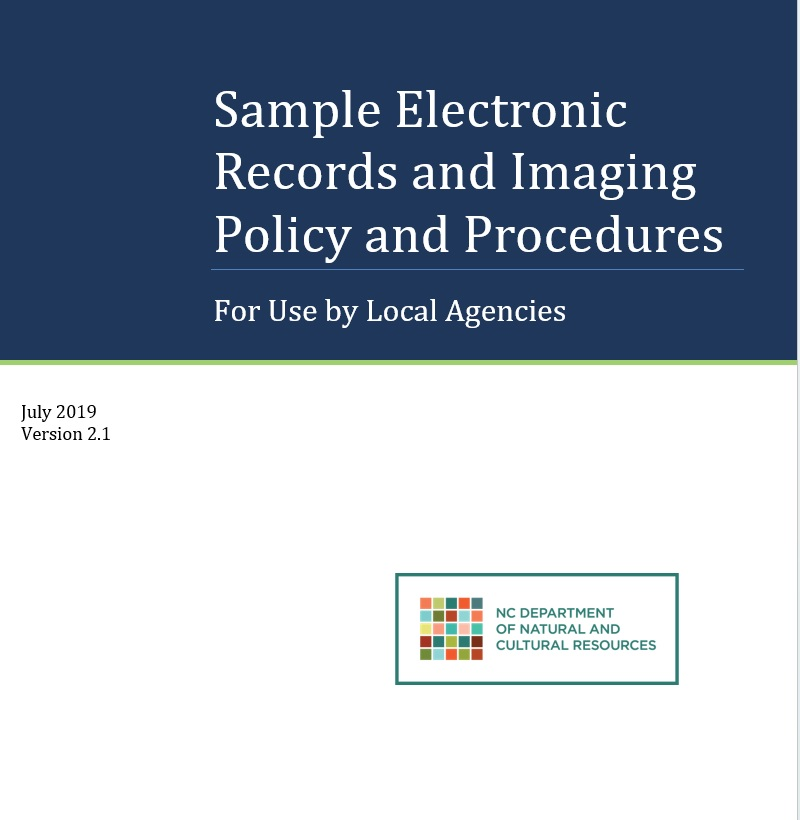 Sample Electronic
Records and Imaging
Policy and Procedures
For Use by Local Agencies
July 2019
Version 2.1
NC DEPARTMENT
OF NATURAL AND
CULTURAL RESOURCES